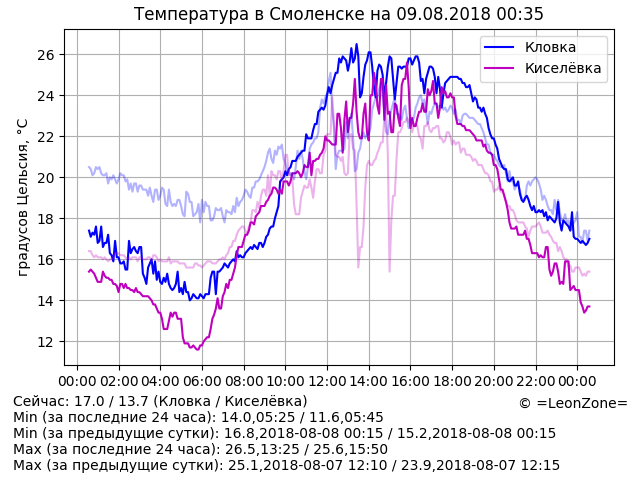 Температура в Смоленске на 09.08.2018 00:35
градусов Цельсия, °C
26
24
22
20
18
16
14
12
Кловка
Киселёвка
00:00 02:00 04:00 06:00 08:00 10:00 12:00 14:00 16:00 18:00 20:00 22:00 00:00
Сейчас: 17.0 / 13.7 (Кловка / Киселёвка)
© =LeonZone=
Min (за последние 24 часа): 14.0,05:25 / 11.6,05:45
Min (за предыдущие сутки): 16.8,2018-08-08 00:15 / 15.2,2018-08-08 00:15
Max (за последние 24 часа): 26.5,13:25 / 25.6,15:50
Max (за предыдущие сутки): 25.1,2018-08-07 12:10 / 23.9,2018-08-07 12:15